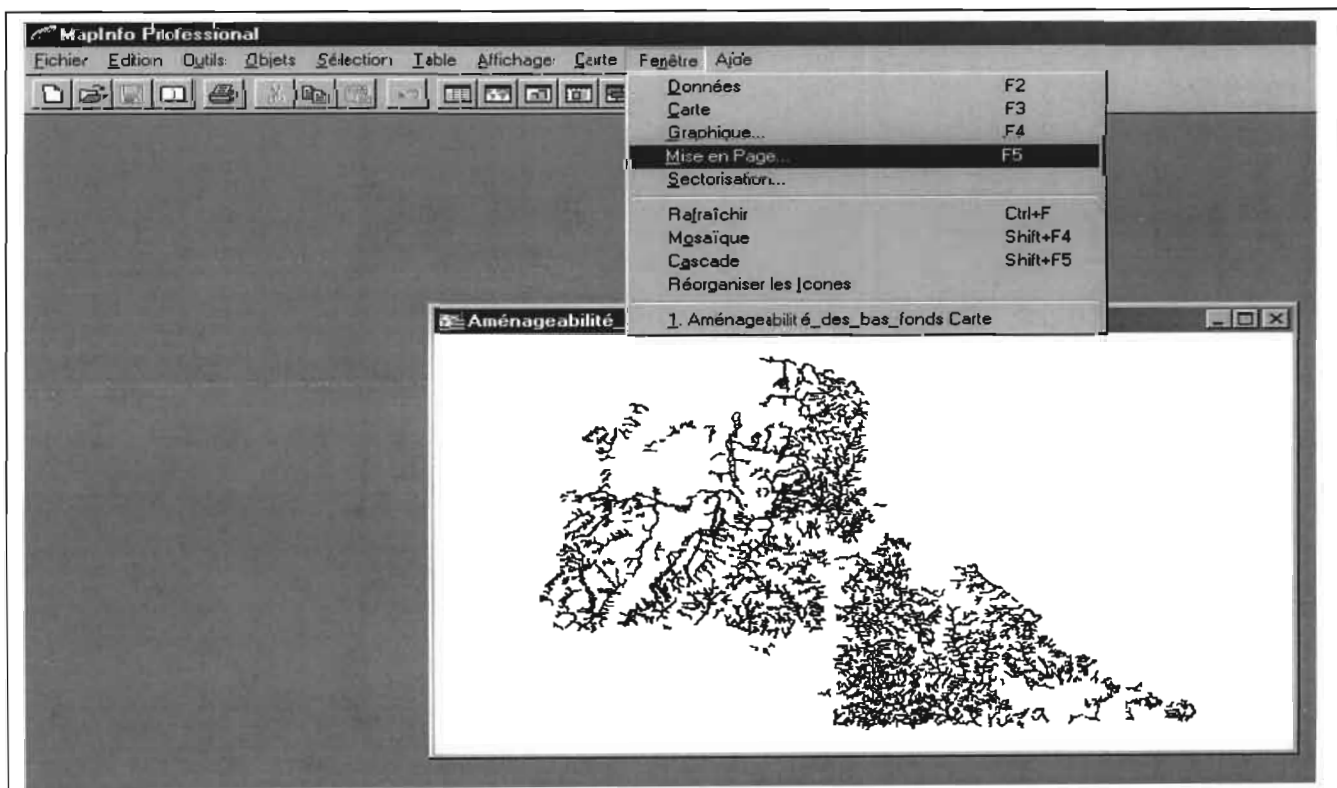 MapInfo Professional
Fichier Edition Outils Objets Sélection Table Affichage Carte Fenêtre Aide
Données F2
Carte F3
Graphique... F4
Mise en Page... F5
Sectorisation...
Rafraîchir Ctrl+F
Mosaïque Shift+F4
Cascade Shift+F5
Réorganiser les Icones
1. Aménageabilité_des_bas_fonds Carte
Aménageabilité